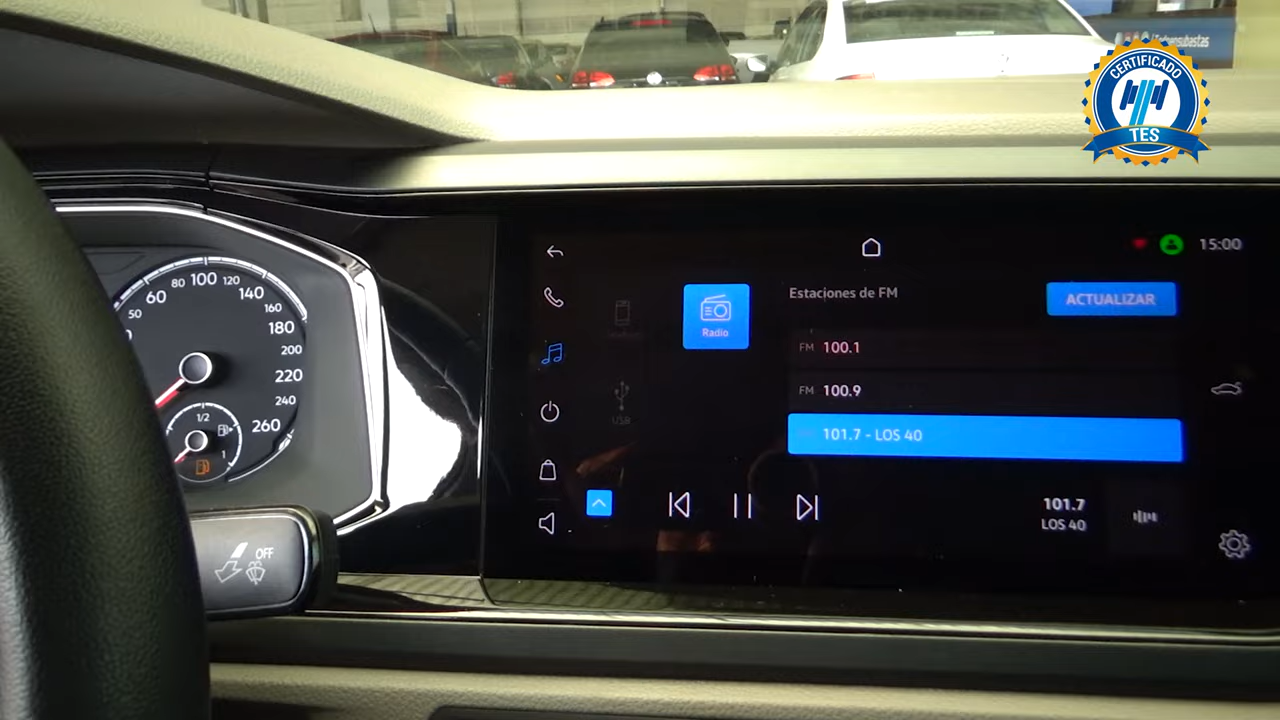 CERTIFICADO
TES
15:00
Estaciones de FM
ACTUALIZAR
Radio
FM 100.1
FM 100.9
101.7 - LOS 40
USB
101.7
LOS 40
50
60
80
100
120
140
160
180
200
220
240
260
1/2
1
OFF